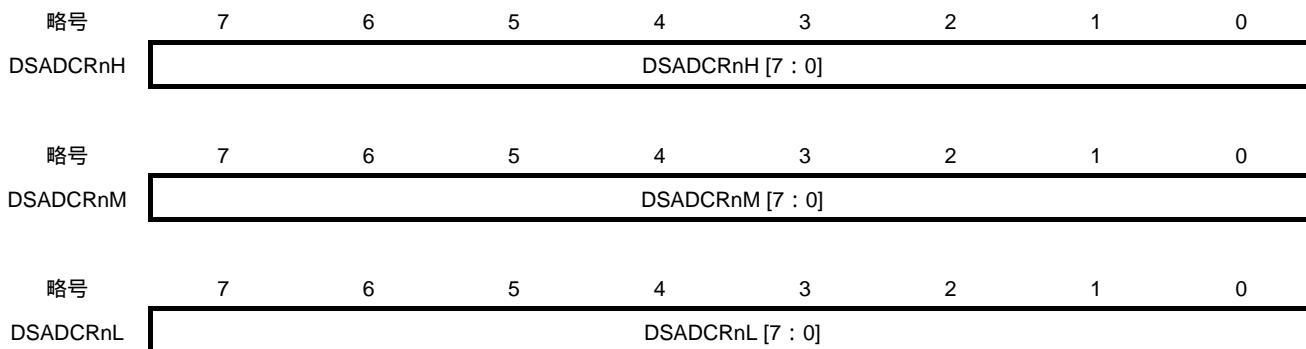 略号 7 6 5 4 3 2 1 0
DSADCRnH DSADCRnH [7：0]
略号 7 6 5 4 3 2 1 0
DSADCRnM DSADCRnM [7：0]
略号 7 6 5 4 3 2 1 0
DSADCRnL DSADCRnL [7：0]